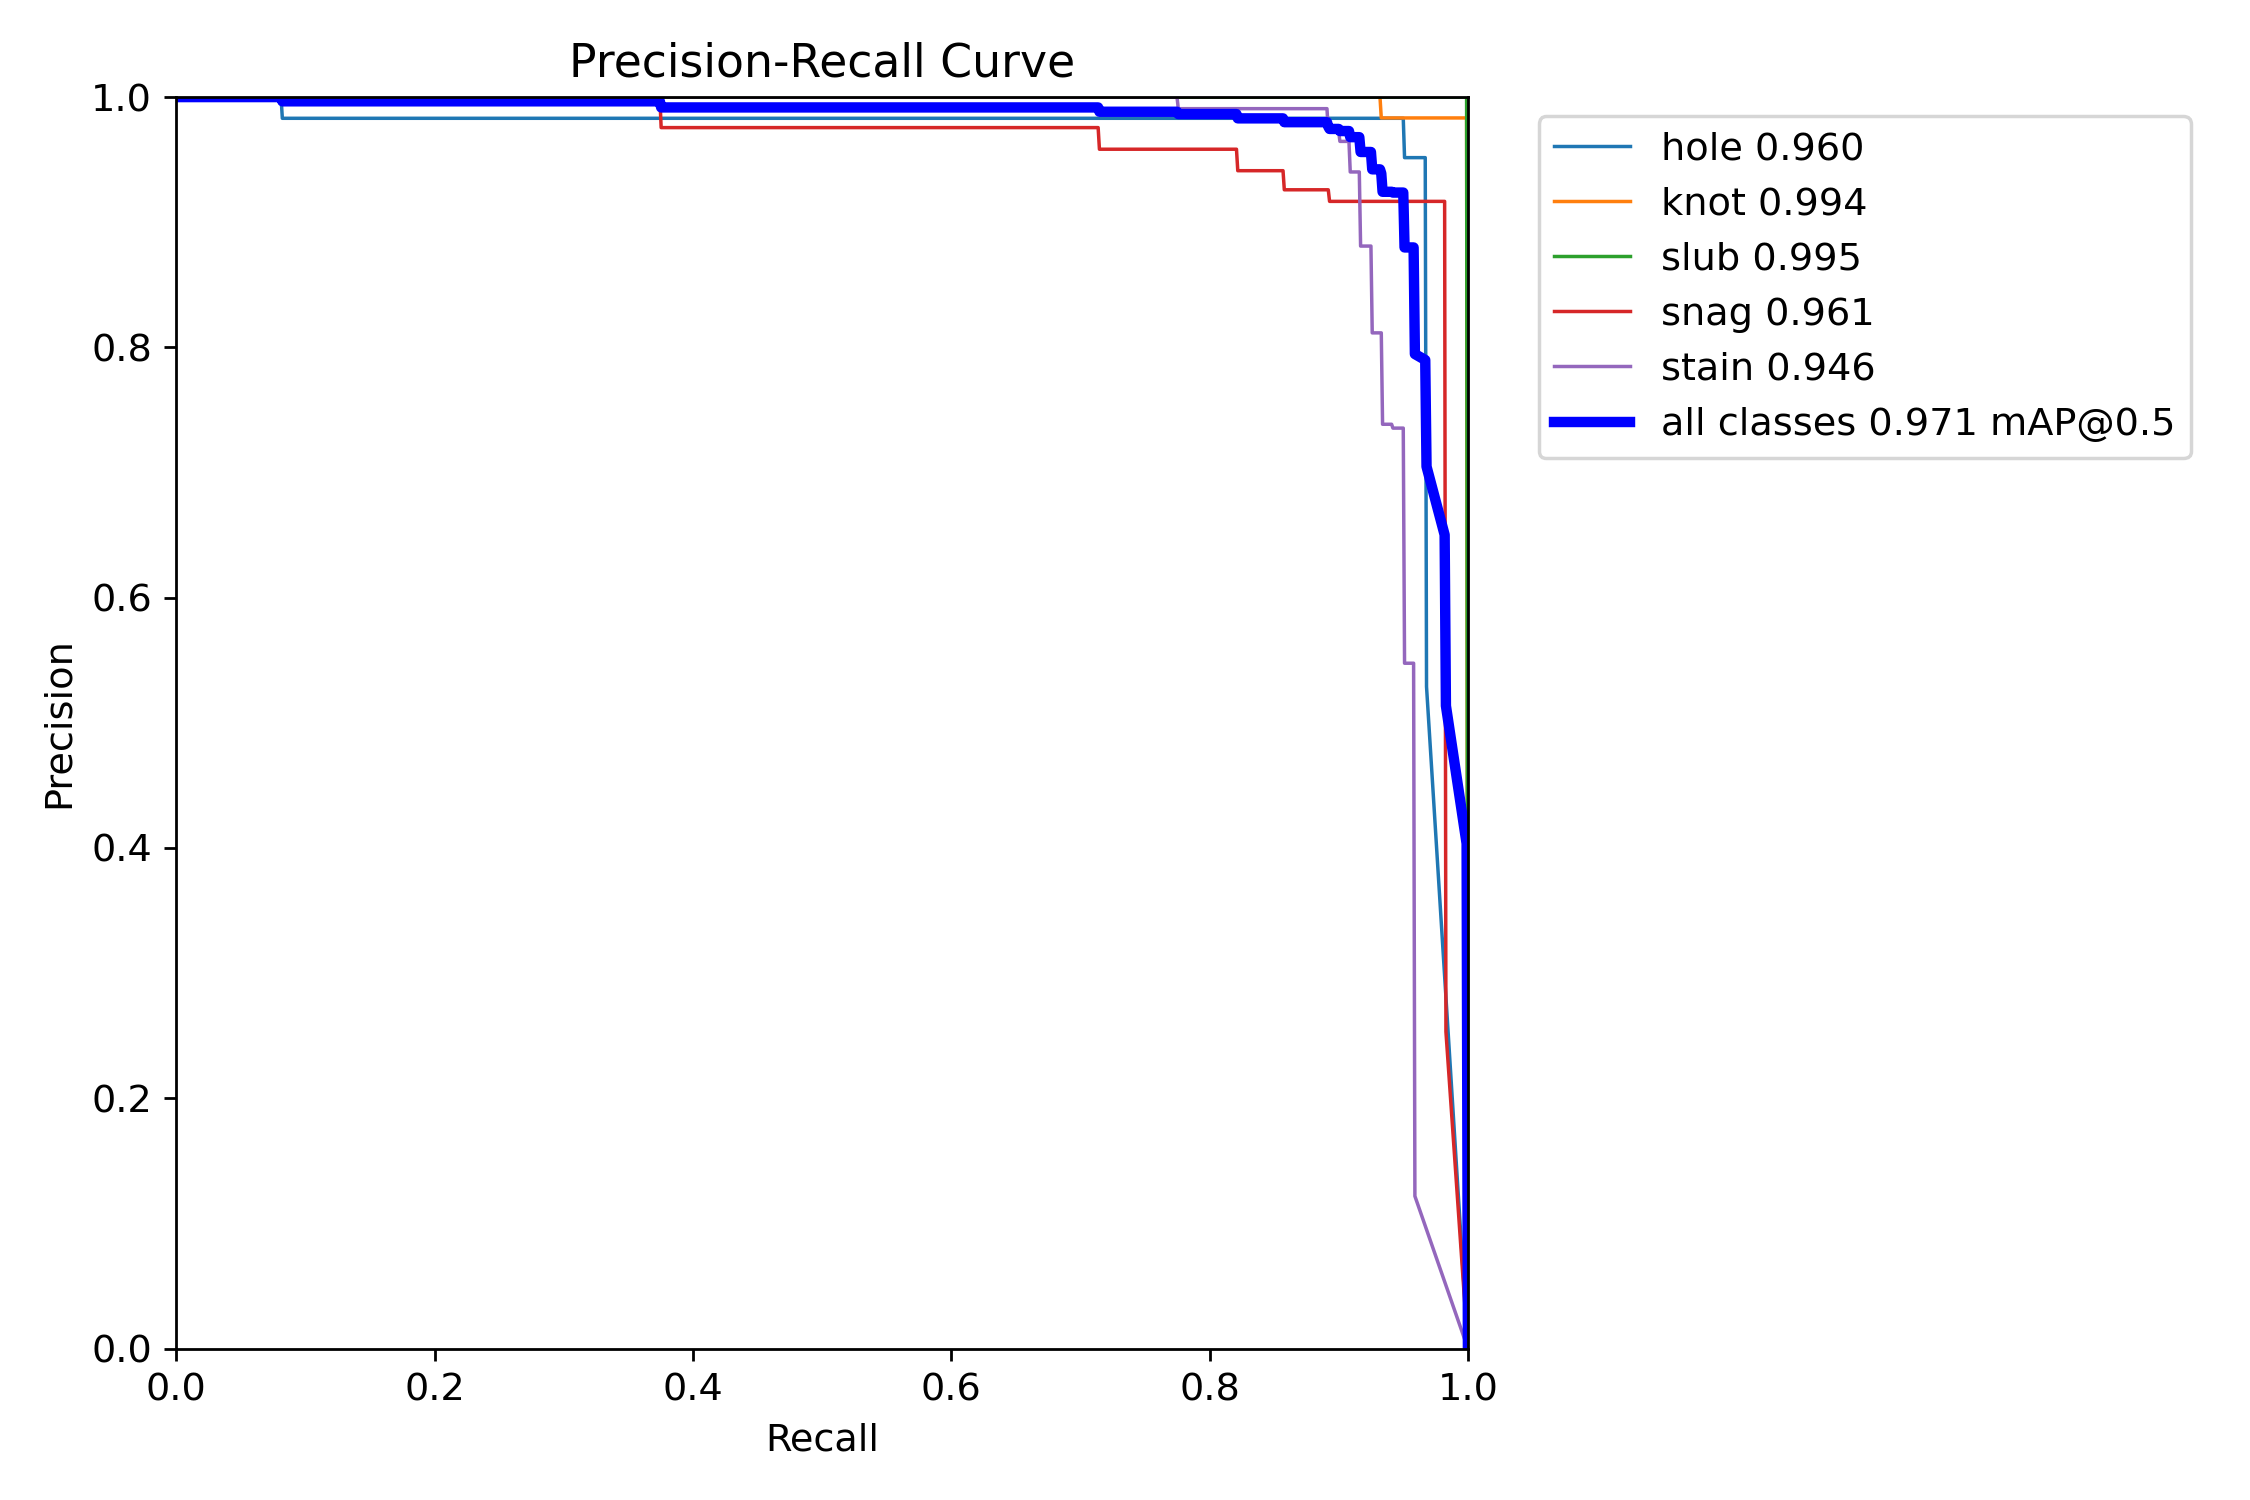 Precision-Recall Curve
1.0
0.8
0.6
0.4
0.2
0.0
Precision
0.0 0.2 0.4 0.6 0.8 1.0
Recall
hole 0.960
knot 0.994
slub 0.995
snag 0.961
stain 0.946
all classes 0.971 mAP@0.5